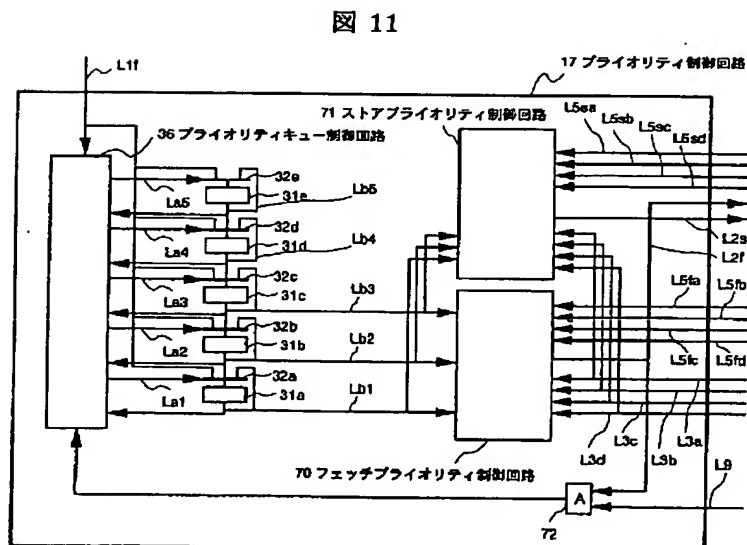 図 11
L1f
17 プライオリティ制御回路
71 ストアプライオリティ制御回路
36 プライオリティキュー制御回路
L5sa
L5sb
L5sc
L5sd
32e
Lb5
31e
La5
32d
31d
Lb4
La4
32c
31c
La3
Lb3
32b
31b
La2
Lb2
32a
31a
La1
Lb1
L2s
L2f
L5fa
L5fb
L5fc
L5fd
L3d
L3c
L3b
L3a
L9
70 フェッチプライオリティ制御回路
A
72